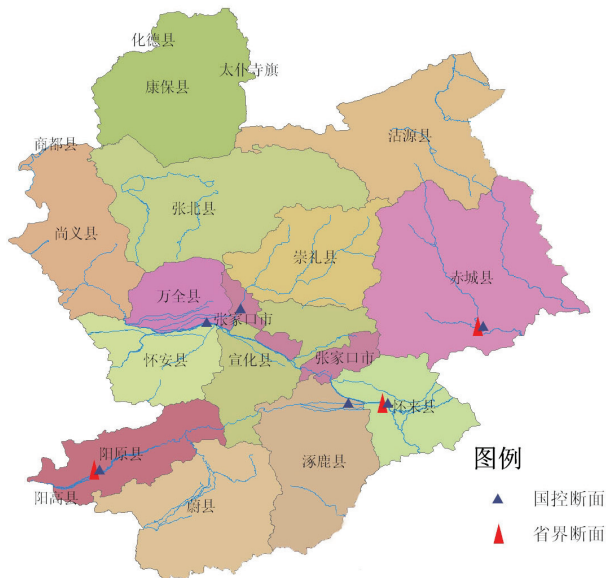 化德县
太仆寺旗
康保县
沽源县
商都县
张北县
尚义县
崇礼县
赤城县
万全县
张家口市
怀安县
宣化县
张家口市
怀来县
阳原县
涿鹿县
图例
阳高县
蔚县
国控断面
省界断面